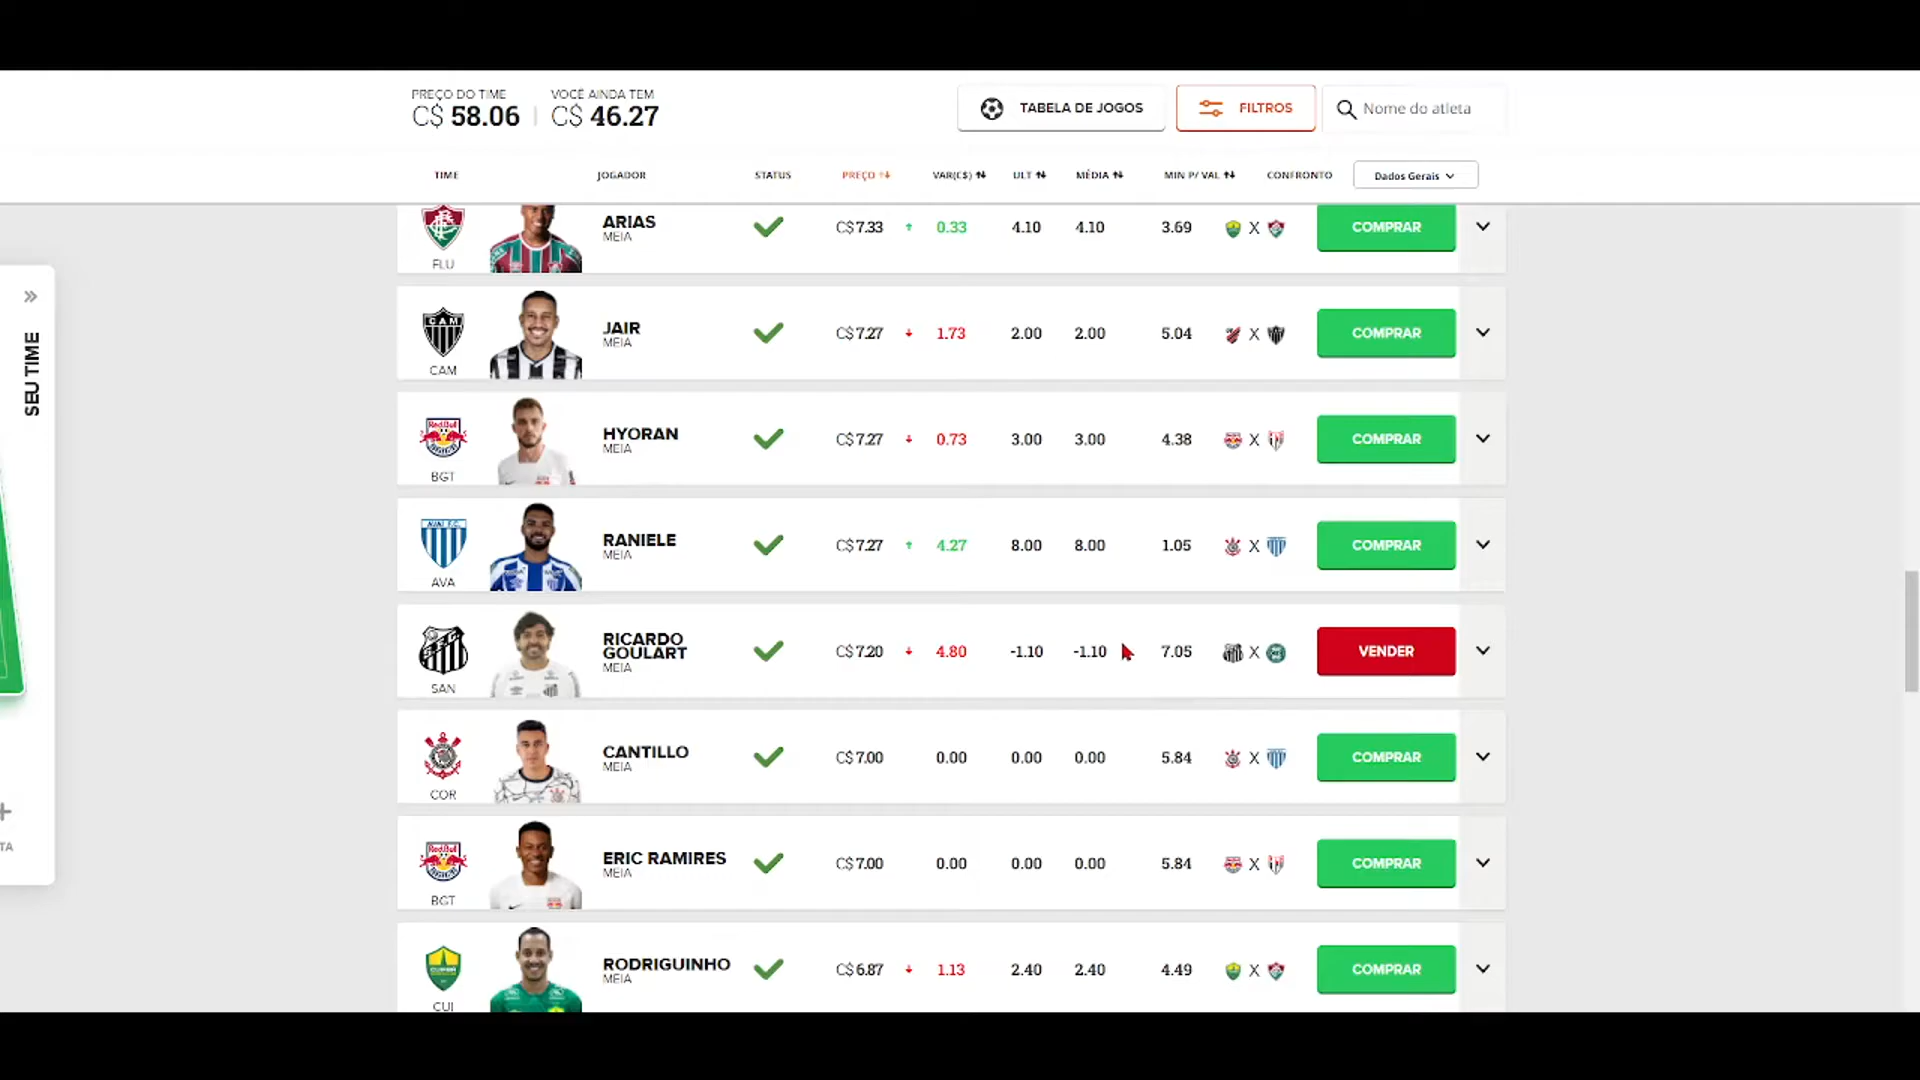 PREÇO DO TIME VOCÊ AINDA TEM
C$ 58.06 C$ 46.27
TABELA DE JOGOS FILTROS Nome do atleta
TIME JOGADOR STATUS PREÇO VAR(C$) ULT MÉDIA MIN P/ VAL CONFRONTO Dados Gerais
ARIAS
MEIA
FLU
C$ 7.33 0.33 4.10 4.10 3.69 X COMPRAR
JAIR
MEIA
CAM
C$ 7.27 1.73 2.00 2.00 5.04 X COMPRAR
HYORAN
MEIA
BGT
C$ 7.27 0.73 3.00 3.00 4.38 X COMPRAR
RANIELE
MEIA
AVA
C$ 7.27 4.27 8.00 8.00 1.05 X COMPRAR
RICARDO
GOULART
MEIA
SAN
C$ 7.20 4.80 -1.10 -1.10 7.05 X VENDER
CANTILLO
MEIA
COR
C$ 7.00 0.00 0.00 0.00 5.84 X COMPRAR
ERIC RAMIRES
MEIA
BGT
C$ 7.00 0.00 0.00 0.00 5.84 X COMPRAR
RODRIGUINHO
MEIA
CUI
C$ 6.87 1.13 2.40 2.40 4.49 X COMPRAR
SEU TIME
TA